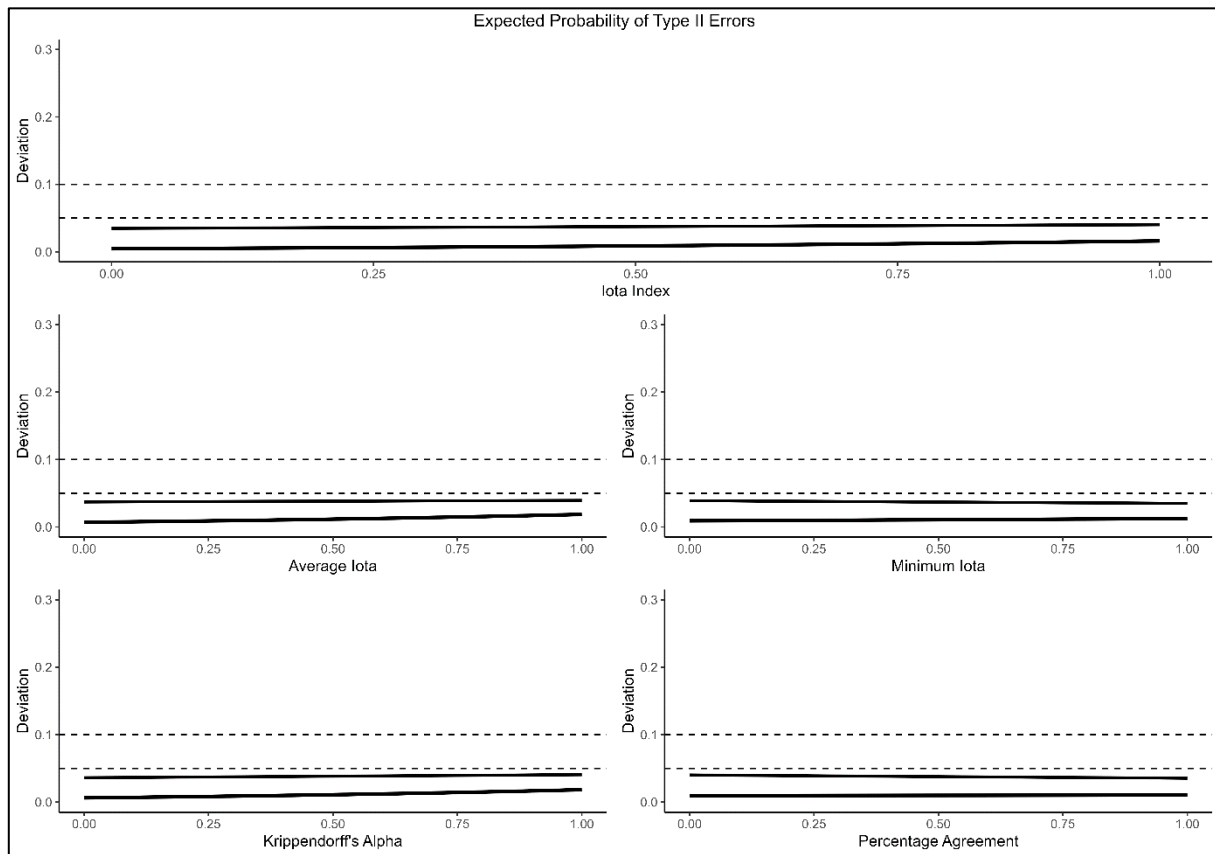 Expected Probability of Type II Errors
0.3
0.2
0.1
0.0
Deviation
0.00 0.25 0.50 0.75 1.00
Iota Index
0.3
0.2
0.1
0.0
Deviation
0.00 0.25 0.50 0.75 1.00
Average Iota
0.3
0.2
0.1
0.0
Deviation
0.00 0.25 0.50 0.75 1.00
Minimum Iota
0.3
0.2
0.1
0.0
Deviation
0.00 0.25 0.50 0.75 1.00
Krippendorff's Alpha
0.3
0.2
0.1
0.0
Deviation
0.00 0.25 0.50 0.75 1.00
Percentage Agreement